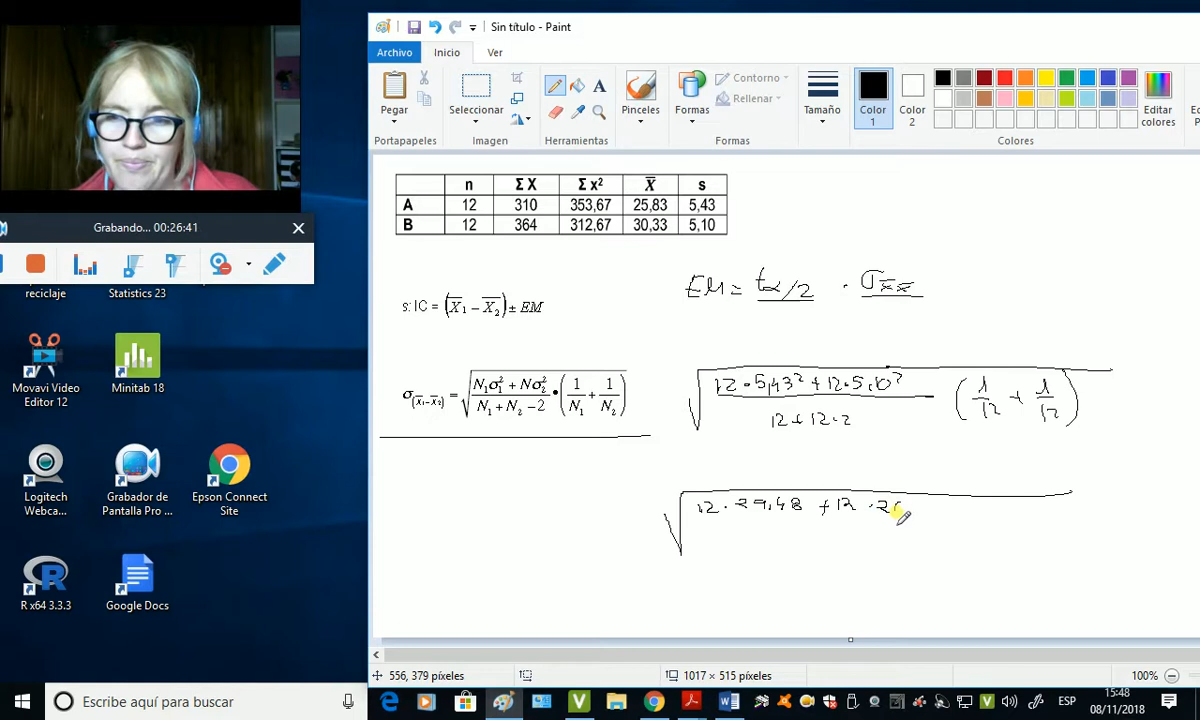 Sin título - Paint
Archivo Inicio Ver
Pegar Seleccionar Pinceles Formas Contorno Rellenar Tamaño Color 1 Color 2 Editar colores
Portapapeles Imagen Herramientas Formas Colores
n Σ X Σ x² X̅ s
A 12 310 353,67 25,83 5,43
B 12 364 312,67 30,33 5,10
Grabando... 00:26:41
reciclaje Statistics 23
EM = tα/2 · σx̅x̅
s: IC = (X̅₁ − X̅₂) ± EM
Movavi Video Editor 12 Minitab 18
σ(x̅₁−x̅₂) = √((N₁σ₁² + Nσ₂²)/(N₁ + N₂ − 2) • (1/N₁ + 1/N₂))
√((12 · 5,43² + 12 · 5,10²)/(12 + 12 - 2) (1/12 + 1/12))
Logitech Webca... Grabador de Pantalla Pro ... Epson Connect Site
√(12 · 29,48 + 12 · 2
R x64 3.3.3 Google Docs
556, 379 píxeles 1017 × 515 píxeles 100%
Escribe aquí para buscar
ESP
15:48
08/11/2018